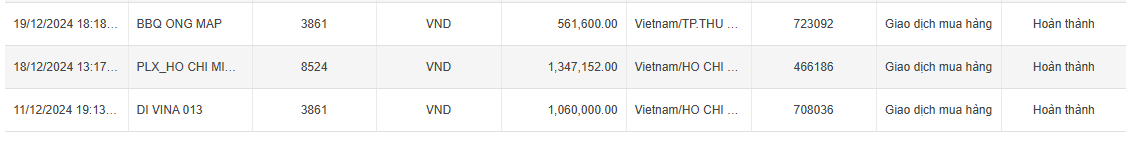 19/12/2024 18:18... BBQ ONG MAP 3861 VND 561,600.00 Vietnam/TP.THU ... 723092 Giao dịch mua hàng Hoàn thành
18/12/2024 13:17... PLX_HO CHI MI... 8524 VND 1,347,152.00 Vietnam/HO CHI ... 466186 Giao dịch mua hàng Hoàn thành
11/12/2024 19:13... DI VINA 013 3861 VND 1,060,000.00 Vietnam/HO CHI ... 708036 Giao dịch mua hàng Hoàn thành